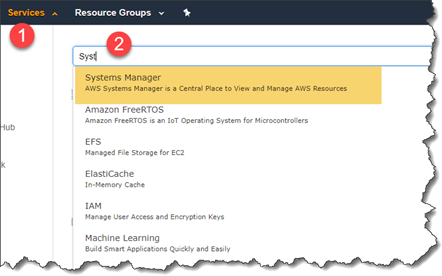 Services
Resource Groups
1
2
Syst
Systems Manager
AWS Systems Manager is a Central Place to View and Manage AWS Resources
Amazon FreeRTOS
Amazon FreeRTOS is an IoT Operating System for Microcontrollers
Hub
EFS
Managed File Storage for EC2
k
ElastiCache
In-Memory Cache
IAM
Manage User Access and Encryption Keys
Machine Learning
Build Smart Applications Quickly and Easily